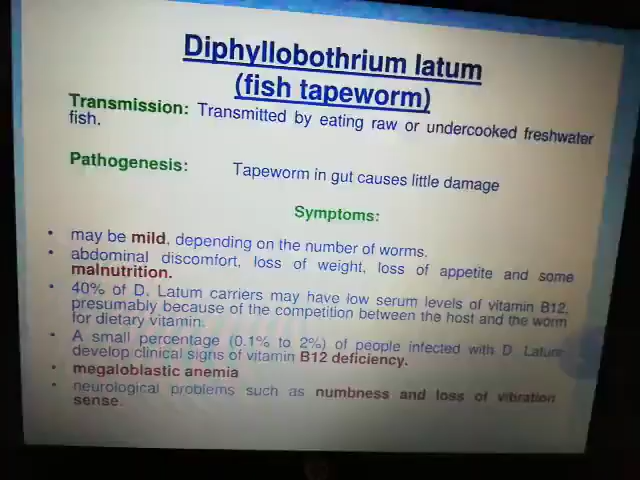 Diphyllobothrium latum
(fish tapeworm)
Transmission: Transmitted by eating raw or undercooked freshwater
fish.
Pathogenesis: Tapeworm in gut causes little damage
Symptoms:
• may be mild, depending on the number of worms.
• abdominal discomfort, loss of weight, loss of appetite and some
malnutrition.
• 40% of D. Latum carriers may have low serum levels of vitamin B12,
presumably because of the competition between the host and the worm
for dietary vitamin.
• A small percentage (0.1% to 2%) of people infected with D. Latum
develop clinical signs of vitamin B12 deficiency.
• megaloblastic anemia
• neurological problems such as numbness and loss of vibration
sense.